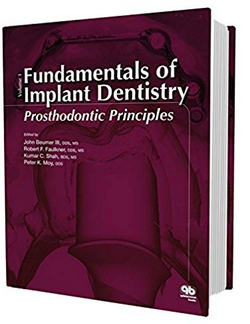 Volume 1
Fundamentals of
Implant Dentistry
Prosthodontic Principles
Edited by
John Beumer III, DDS, MS
Robert F. Faulkner, DDS, MS
Kumar C. Shah, BDS, MS
Peter K. Moy, DDS